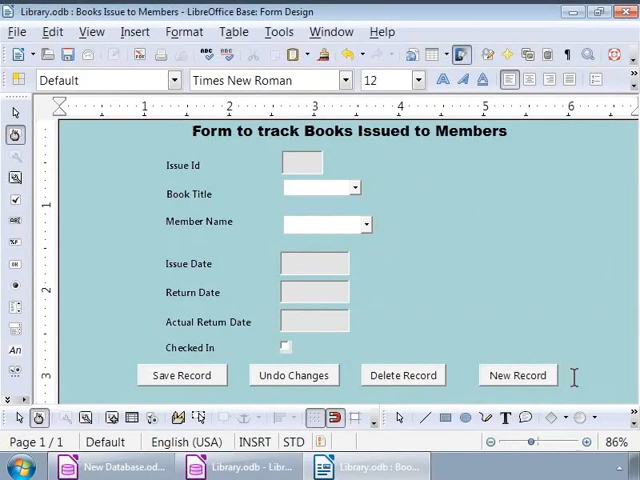 Library.odb : Books Issue to Members - LibreOffice Base: Form Design
File Edit View Insert Format Table Tools Window Help
Default Times New Roman 12
1 2 3 4 5 6
Form to track Books Issued to Members
Issue Id
Book Title
1
Member Name
Issue Date
2
Return Date
Actual Return Date
Checked In
3
Save Record Undo Changes Delete Record New Record
Page 1 / 1 Default English (USA) INSRT STD 86%
New Database.od... Library.odb - Libr... Library.odb : Boo...